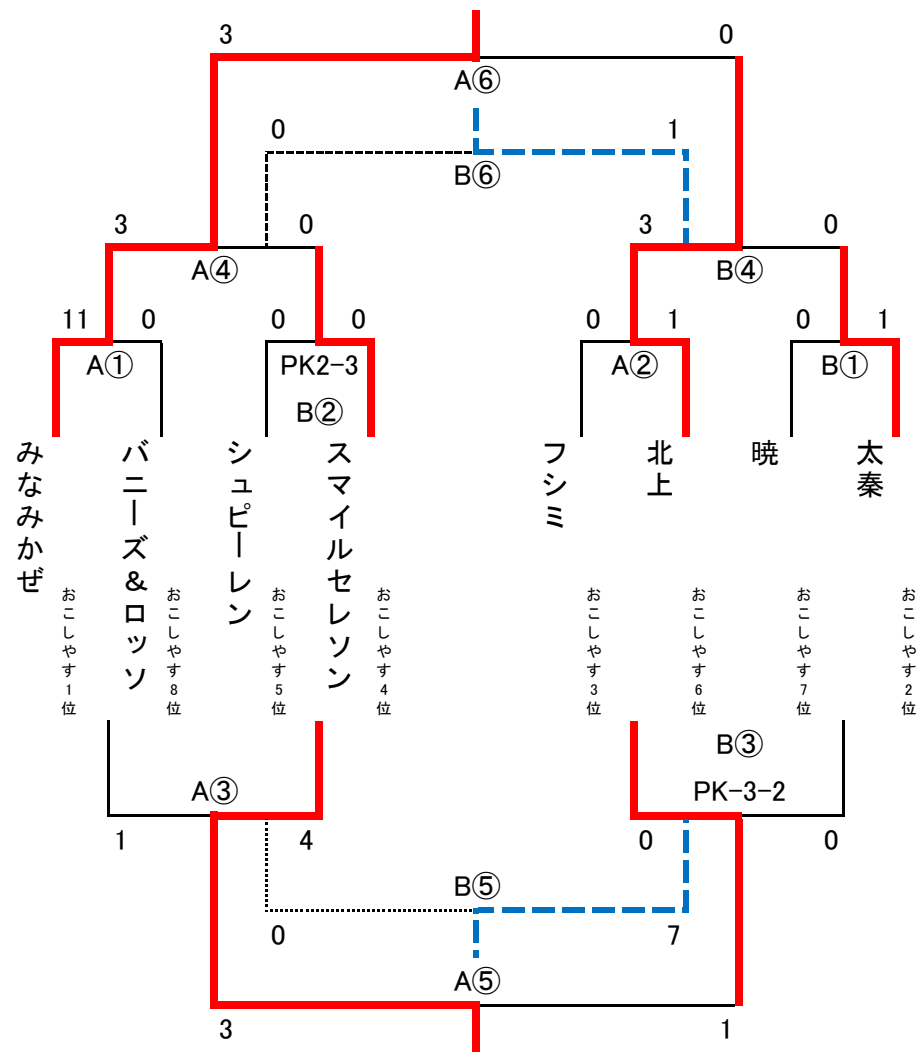 3 0
A⑥
0 1
B⑥
3 0 3 0
A④ B④
11 0 0 0 0 1 0 1
A① PK2-3 A② B①
B②
みなみかぜ
おこしやす1位
バニーズ&ロッソ
おこしやす8位
シュピーレン
おこしやす5位
スマイルセレソン
おこしやす4位
フシミ
おこしやす3位
北上
おこしやす6位
暁
おこしやす7位
太秦
おこしやす2位
B③
A③ PK-3-2
1 4 0 0
B⑤
0 7
A⑤
3 1